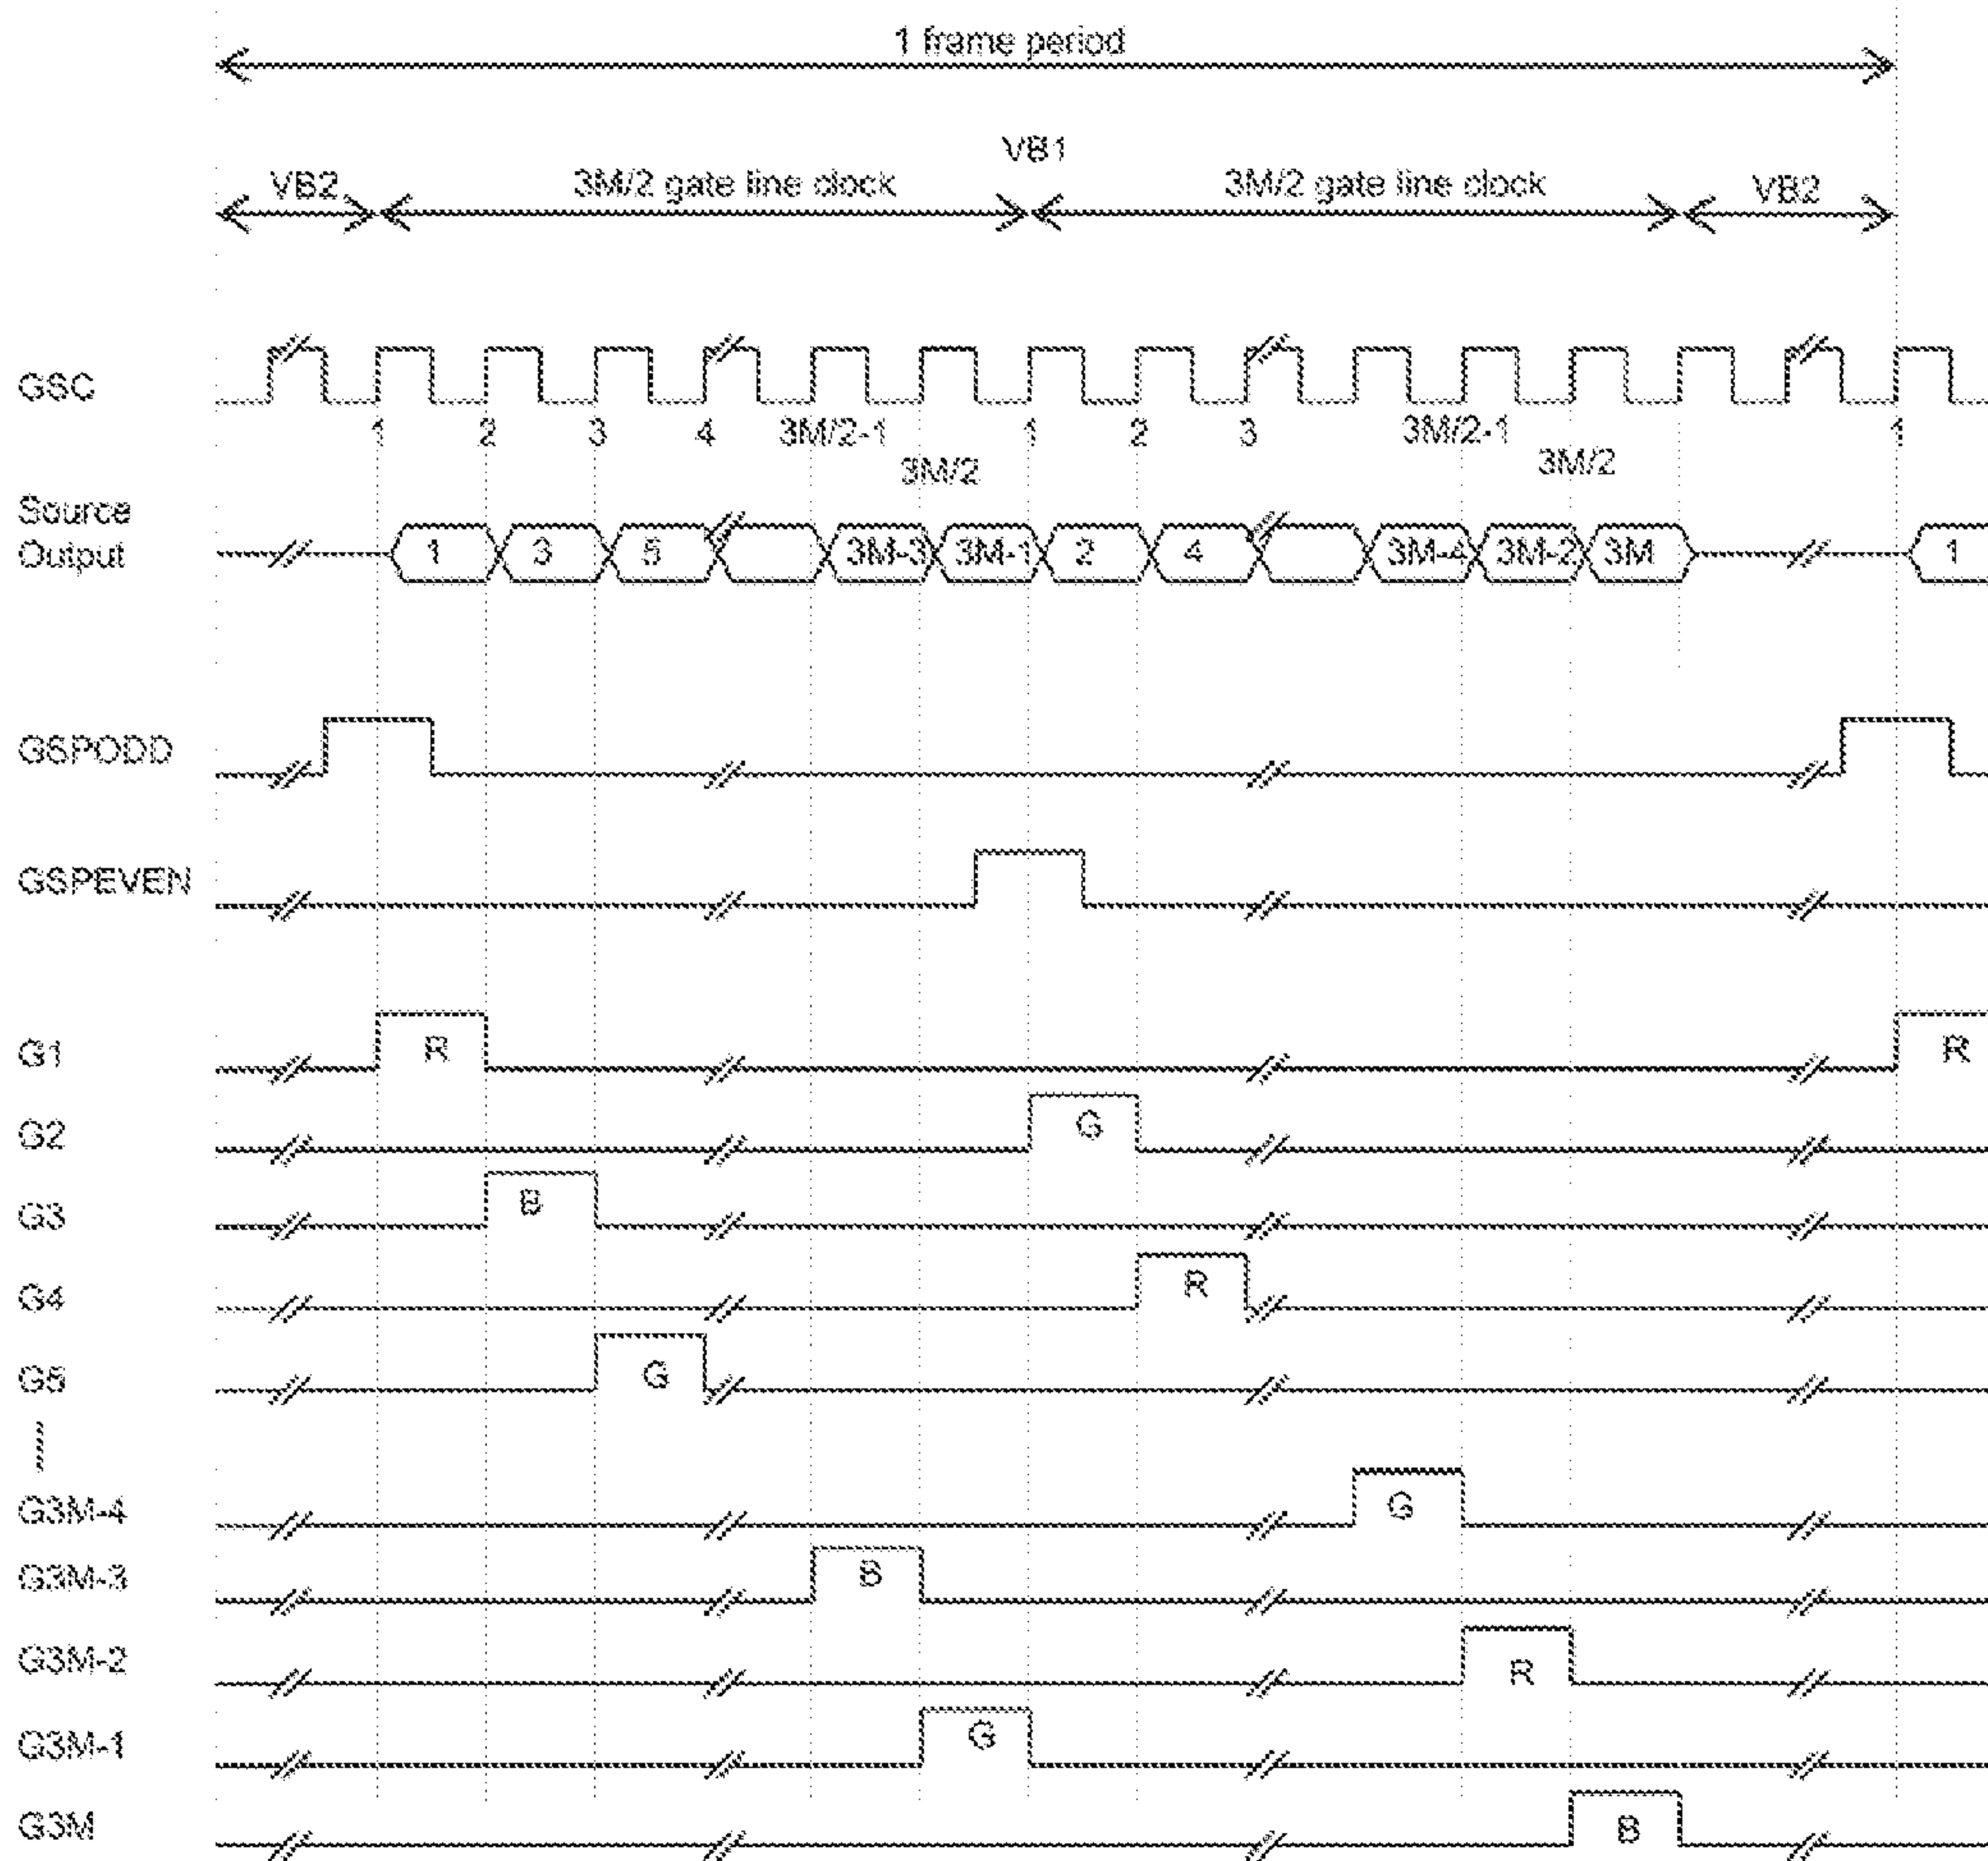 1 frame period
VB1
VB2 3M/2 gate line clock 3M/2 gate line clock VB2
GSC
1 2 3 4 3M/2-1 1 2 3 3M/2-1 1
3M/2 3M/2
Source
Output
1 3 5 3M-3 3M-1 2 4 3M-4 3M-2 3M 1
GSPODD
GSPEVEN
G1 R R
G2 G
G3 B
G4 R
G5 G
G3M-4 G
G3M-3 B
G3M-2 R
G3M-1 G
G3M B